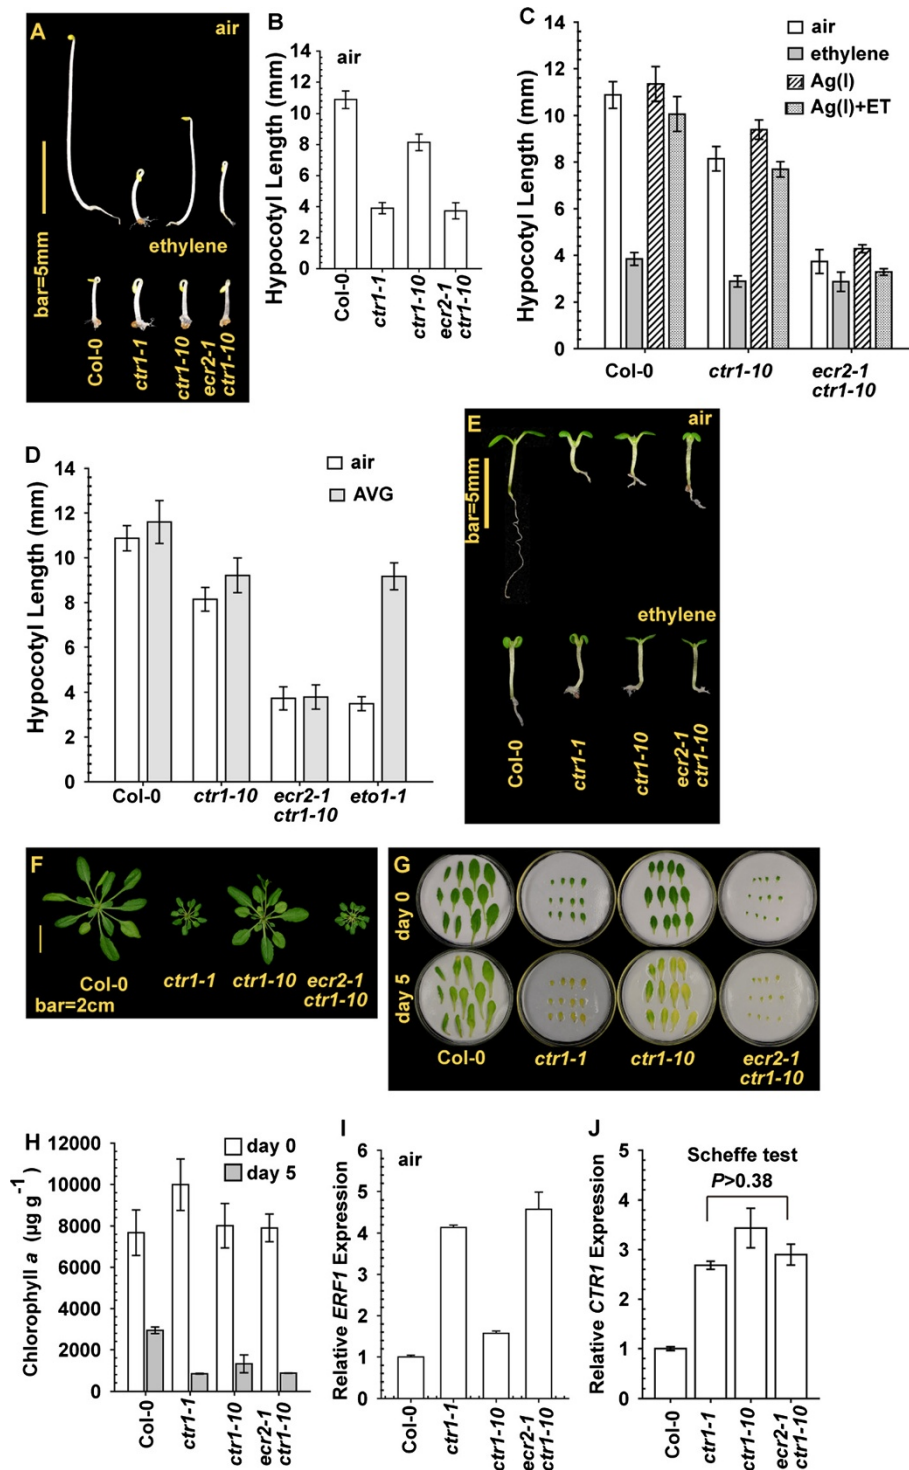 A
air
bar=5mm
ethylene
Col-0
ctr1-1
ctr1-10
ecr2-1
ctr1-10
B
air
Hypocotyl Length (mm)
14
12
10
8
6
4
2
0
Col-0
ctr1-1
ctr1-10
ecr2-1
ctr1-10
C
Hypocotyl Length (mm)
14
12
10
8
6
4
2
0
air
ethylene
Ag(I)
Ag(I)+ET
Col-0
ctr1-10
ecr2-1
ctr1-10
D
Hypocotyl Length (mm)
14
12
10
8
6
4
2
0
air
AVG
Col-0
ctr1-10
ecr2-1
ctr1-10
eto1-1
E
air
bar=5mm
ethylene
Col-0
ctr1-1
ctr1-10
ecr2-1
ctr1-10
F
Col-0
ctr1-1
ctr1-10
ecr2-1
ctr1-10
bar=2cm
G
day 0
day 5
Col-0
ctr1-1
ctr1-10
ecr2-1
ctr1-10
H
Chlorophyll a (µg g-1)
12000
10000
8000
6000
4000
2000
0
day 0
day 5
Col-0
ctr1-1
ctr1-10
ecr2-1
ctr1-10
I
air
Relative ERF1 Expression
6
5
4
3
2
1
0
Col-0
ctr1-1
ctr1-10
ecr2-1
ctr1-10
J
Scheffe test
P>0.38
Relative CTR1 Expression
5
4
3
2
1
0
Col-0
ctr1-1
ctr1-10
ecr2-1
ctr1-10